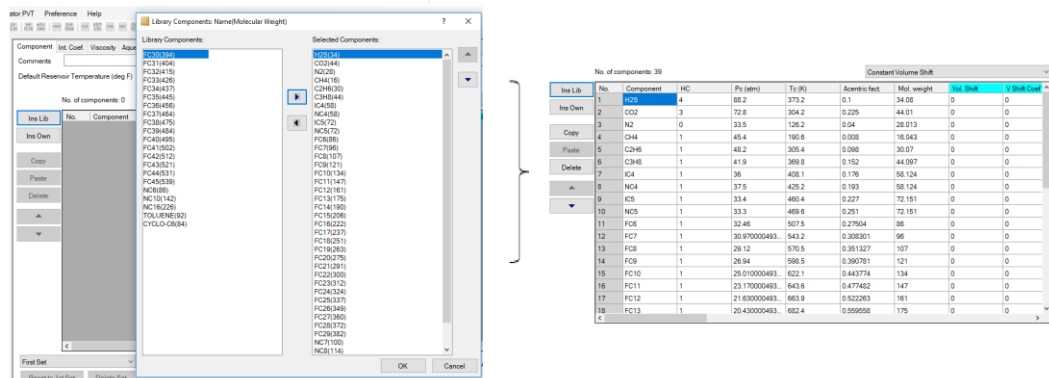 ator PVT Preference Help
Component Int. Coef. Viscosity Aque
Comments
Default Reservoir Temperature (deg F)
No. of components: 0
No. Component
Ins Lib
Ins Own
Copy
Paste
Delete
First Set
Reset to 1st Set Delete Set
Library Components: Name(Molecular Weight) ? ×
Library Components:
FC30(394)
FC31(404)
FC32(415)
FC33(426)
FC34(437)
FC35(445)
FC36(456)
FC37(464)
FC38(475)
FC39(484)
FC40(495)
FC41(502)
FC42(512)
FC43(521)
FC44(531)
FC45(539)
NC6(86)
NC10(142)
NC16(226)
TOLUENE(92)
CYCLO-C6(84)
Selected Components:
H2S(34)
CO2(44)
N2(28)
CH4(16)
C2H6(30)
C3H8(44)
IC4(58)
NC4(58)
IC5(72)
NC5(72)
FC6(86)
FC7(96)
FC8(107)
FC9(121)
FC10(134)
FC11(147)
FC12(161)
FC13(175)
FC14(190)
FC15(206)
FC16(222)
FC17(237)
FC18(251)
FC19(263)
FC20(275)
FC21(291)
FC22(300)
FC23(312)
FC24(324)
FC25(337)
FC26(349)
FC27(360)
FC28(372)
FC29(382)
NC7(100)
NC8(114)
OK Cancel
No. of components: 39 Constant Volume Shift
Ins Lib
Ins Own
Copy
Paste
Delete
No. Component HC Pc (atm) Tc (K) Acentric fact. Mol. weight Vol. Shift V Shift Coef
1 H2S 4 88.2 373.2 0.1 34.08 0 0
2 CO2 3 72.8 304.2 0.225 44.01 0 0
3 N2 0 33.5 126.2 0.04 28.013 0 0
4 CH4 1 45.4 190.6 0.008 16.043 0 0
5 C2H6 1 48.2 305.4 0.098 30.07 0 0
6 C3H8 1 41.9 369.8 0.152 44.097 0 0
7 IC4 1 36 408.1 0.176 58.124 0 0
8 NC4 1 37.5 425.2 0.193 58.124 0 0
9 IC5 1 33.4 460.4 0.227 72.151 0 0
10 NC5 1 33.3 469.6 0.251 72.151 0 0
11 FC6 1 32.46 507.5 0.27504 86 0 0
12 FC7 1 30.970000493... 543.2 0.308301 96 0 0
13 FC8 1 29.12 570.5 0.351327 107 0 0
14 FC9 1 26.94 598.5 0.390781 121 0 0
15 FC10 1 25.010000493... 622.1 0.443774 134 0 0
16 FC11 1 23.170000493... 643.6 0.477482 147 0 0
17 FC12 1 21.630000493... 663.9 0.522263 161 0 0
18 FC13 1 20.430000493... 682.4 0.559558 175 0 0